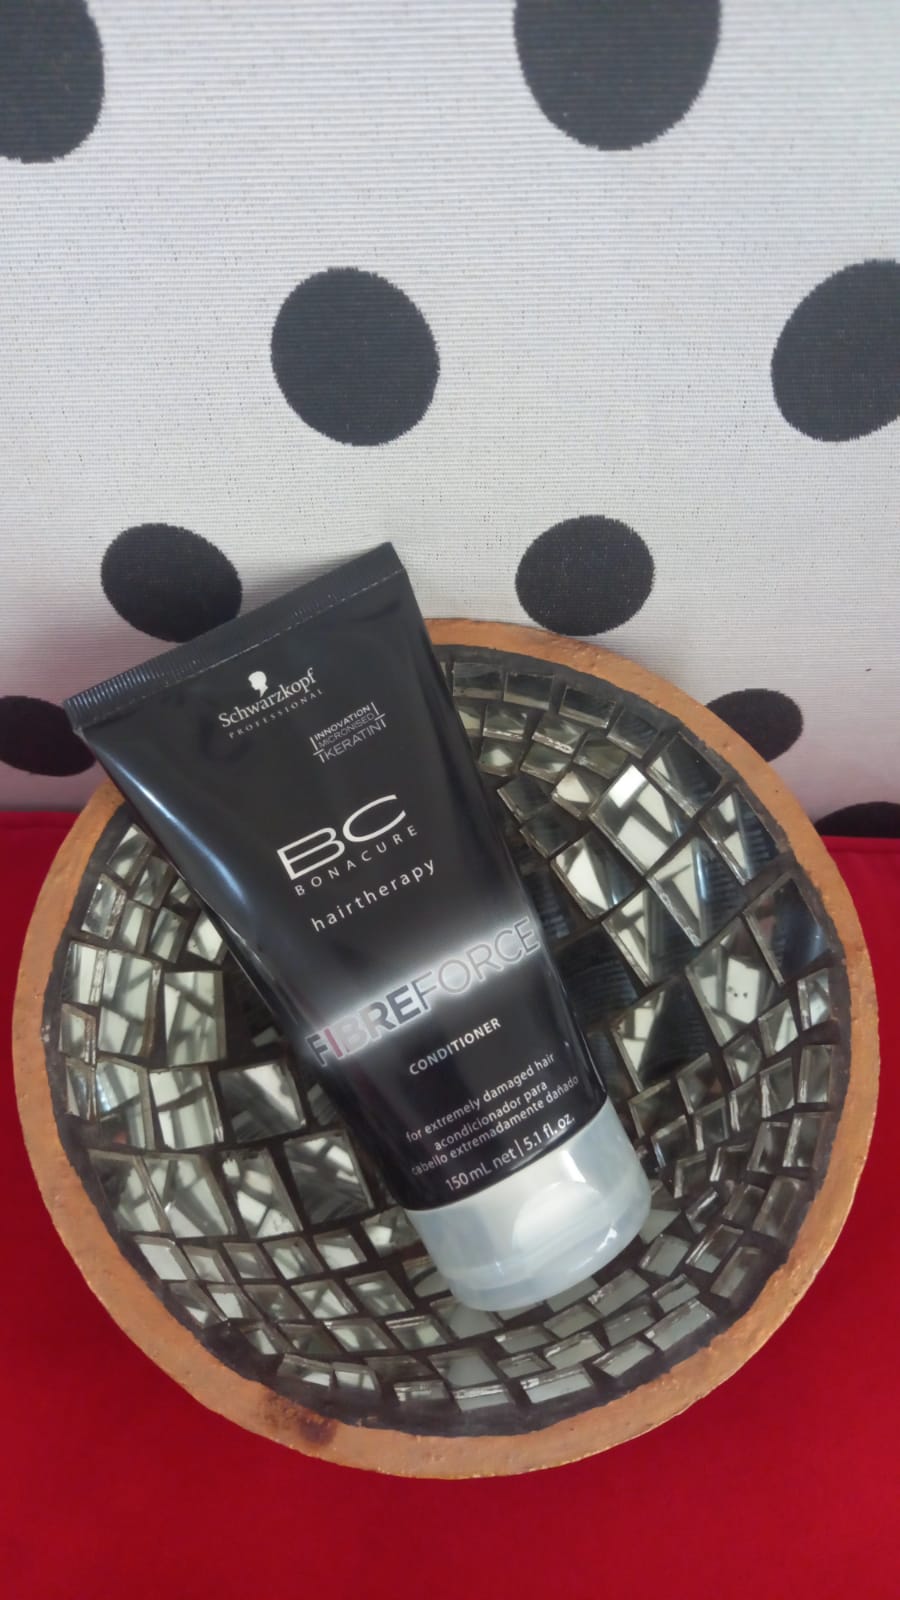 Schwarzkopf
PROFESSIONAL
INNOVATION
MICRONISED
KERATIN
BC
BONACURE
hairtherapy
FIBREFORCE
CONDITIONER
for extremely damaged hair
acondicionador para
cabello extremadamente dañado
150 mL net | 5.1 fl. oz.